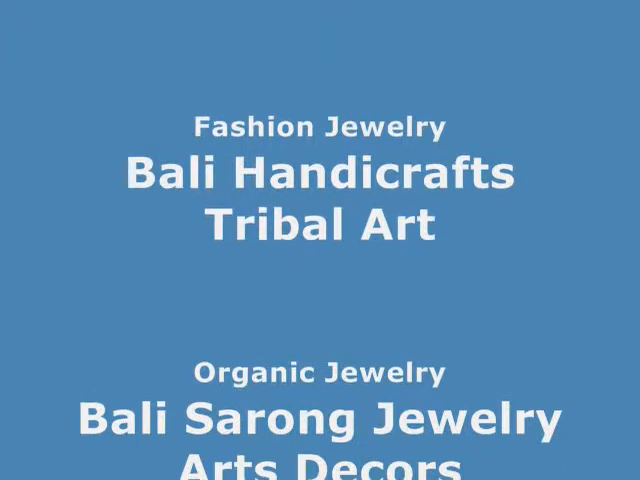 Fashion Jewelry
Bali Handicrafts
Tribal Art
Organic Jewelry
Bali Sarong Jewelry
Arts Decors